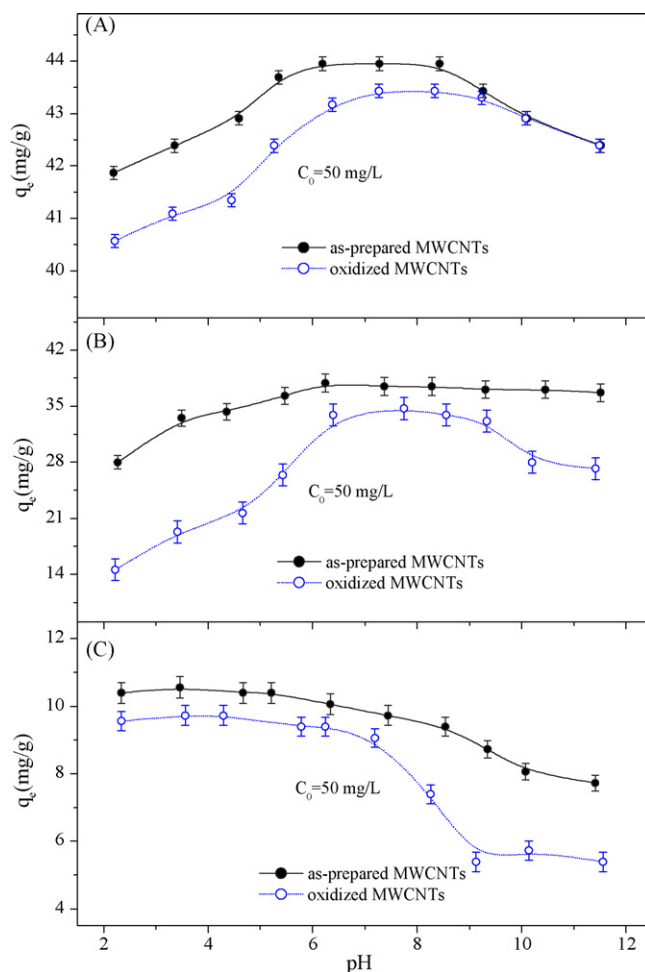 (A)
44
43
42
41
40
qe(mg/g)
C0=50 mg/L
as-prepared MWCNTs
oxidized MWCNTs
(B)
42
35
28
21
14
qe(mg/g)
C0=50 mg/L
as-prepared MWCNTs
oxidized MWCNTs
(C)
12
10
8
6
4
qe(mg/g)
C0=50 mg/L
as-prepared MWCNTs
oxidized MWCNTs
2 4 6 8 10 12
pH